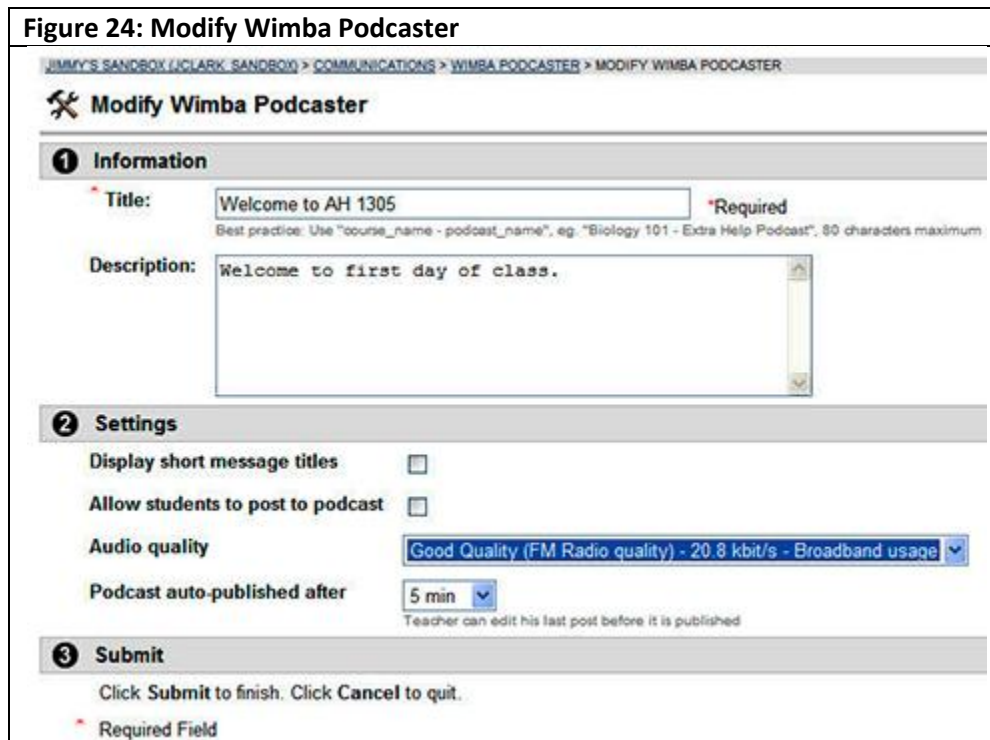 Figure 24: Modify Wimba Podcaster
JIMMY'S SANDBOX (JCLARK_SANDBOX) > COMMUNICATIONS > WIMBA PODCASTER > MODIFY WIMBA PODCASTER
Modify Wimba Podcaster
1 Information
* Title: Welcome to AH 1305 *Required
Best practice: Use "course_name - podcast_name", eg. "Biology 101 - Extra Help Podcast", 80 characters maximum
Description: Welcome to first day of class.
2 Settings
Display short message titles
Allow students to post to podcast
Audio quality Good Quality (FM Radio quality) - 20.8 kbit/s - Broadband usage
Podcast auto-published after 5 min
Teacher can edit his last post before it is published
3 Submit
Click Submit to finish. Click Cancel to quit.
* Required Field